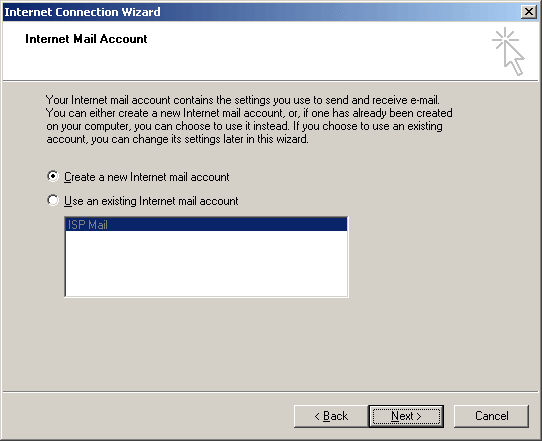 Internet Connection Wizard
Internet Mail Account
Your Internet mail account contains the settings you use to send and receive e-mail.
You can either create a new Internet mail account, or, if one has already been created
on your computer, you can choose to use it instead. If you choose to use an existing
account, you can change its settings later in this wizard.
Create a new Internet mail account
Use an existing Internet mail account
ISP Mail
< Back
Next >
Cancel